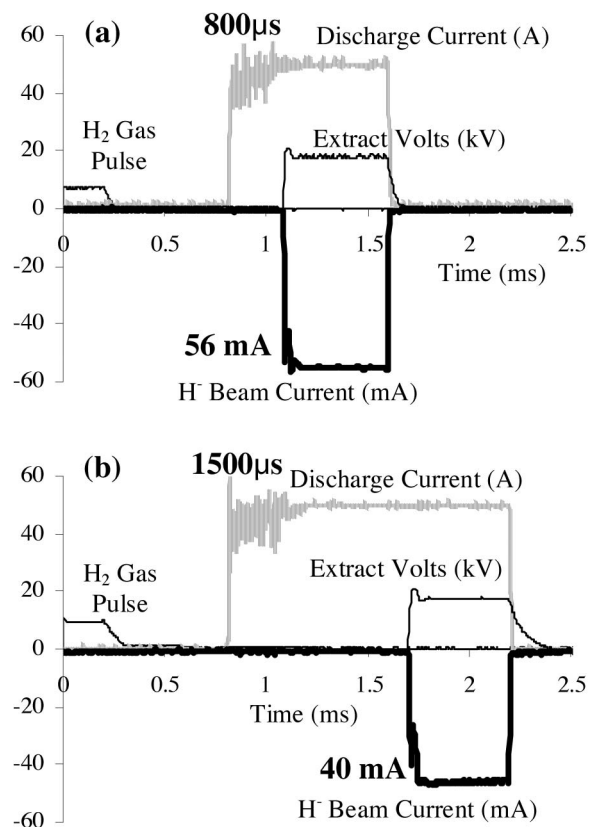 (a)
800µs
Discharge Current (A)
60
40
20
0
-20
-40
-60
H₂ Gas
Pulse
Extract Volts (kV)
0
0.5
1
1.5
2
2.5
Time (ms)
56 mA
H⁻ Beam Current (mA)
(b)
1500µs
Discharge Current (A)
60
40
20
0
-20
-40
-60
H₂ Gas
Pulse
Extract Volts (kV)
0
0.5
1
1.5
2
2.5
Time (ms)
40 mA
H⁻ Beam Current (mA)